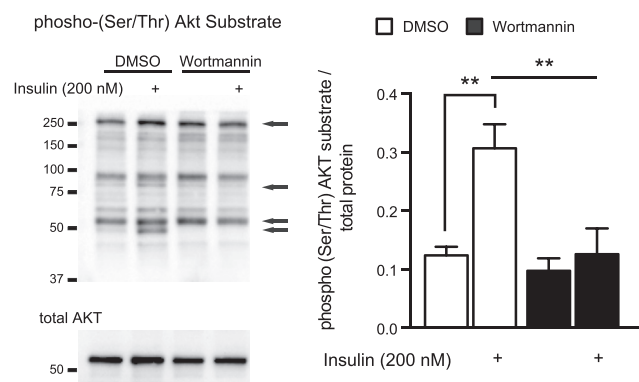 phosho-(Ser/Thr) Akt Substrate
DMSO Wortmannin
Insulin (200 nM) + +
250
150
100
75
50
37
total AKT
50
DMSO Wortmannin
** **
phospho (Ser/Thr) AKT substrate /
total protein
0.4
0.3
0.2
0.1
0.0
Insulin (200 nM) + +